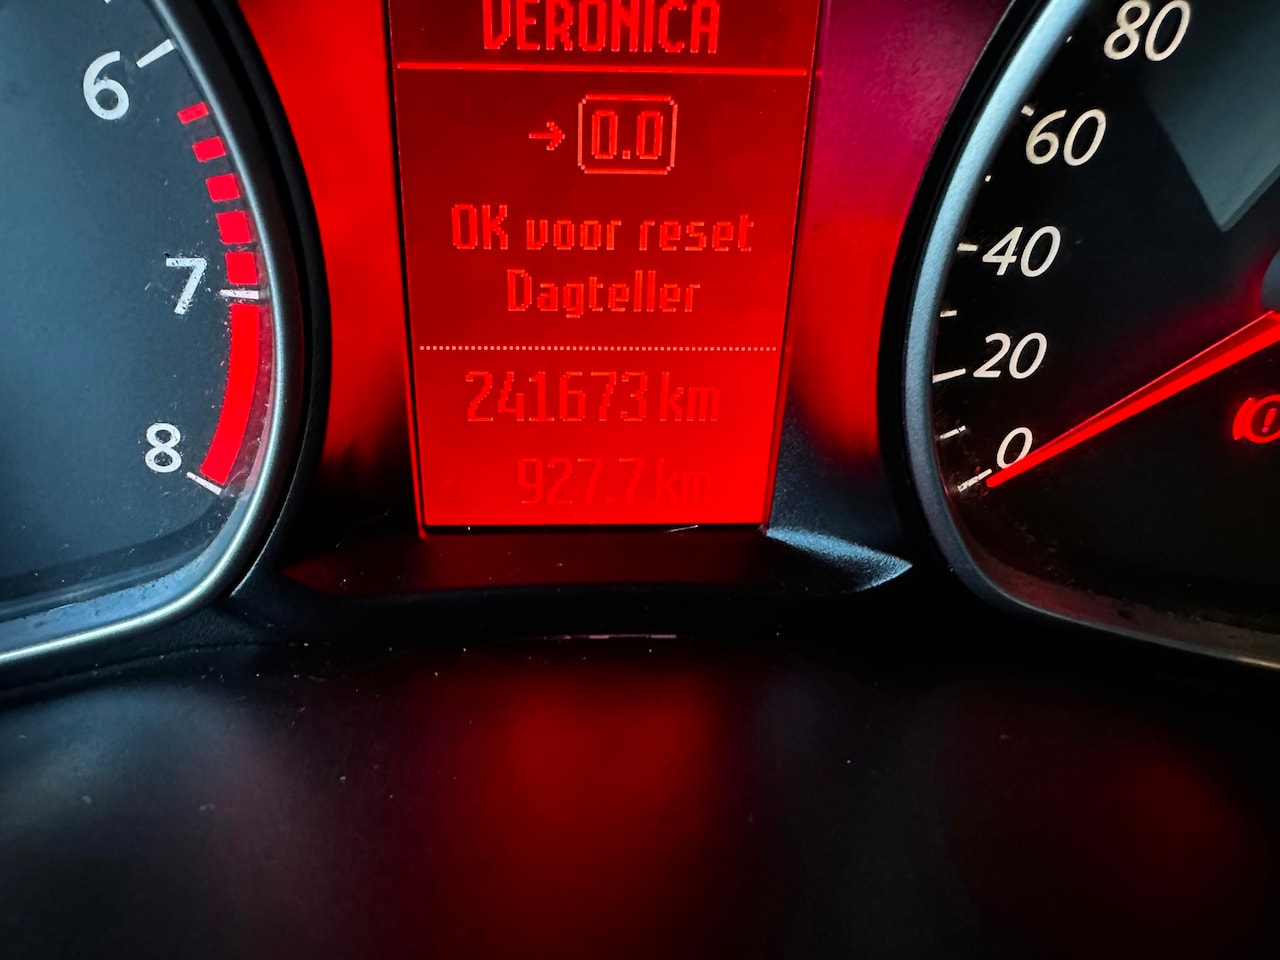 VERONICA
→ 0.0
OK voor reset
Dagteller
241673 km
927.7 km
6
7
8
80
60
40
20
0